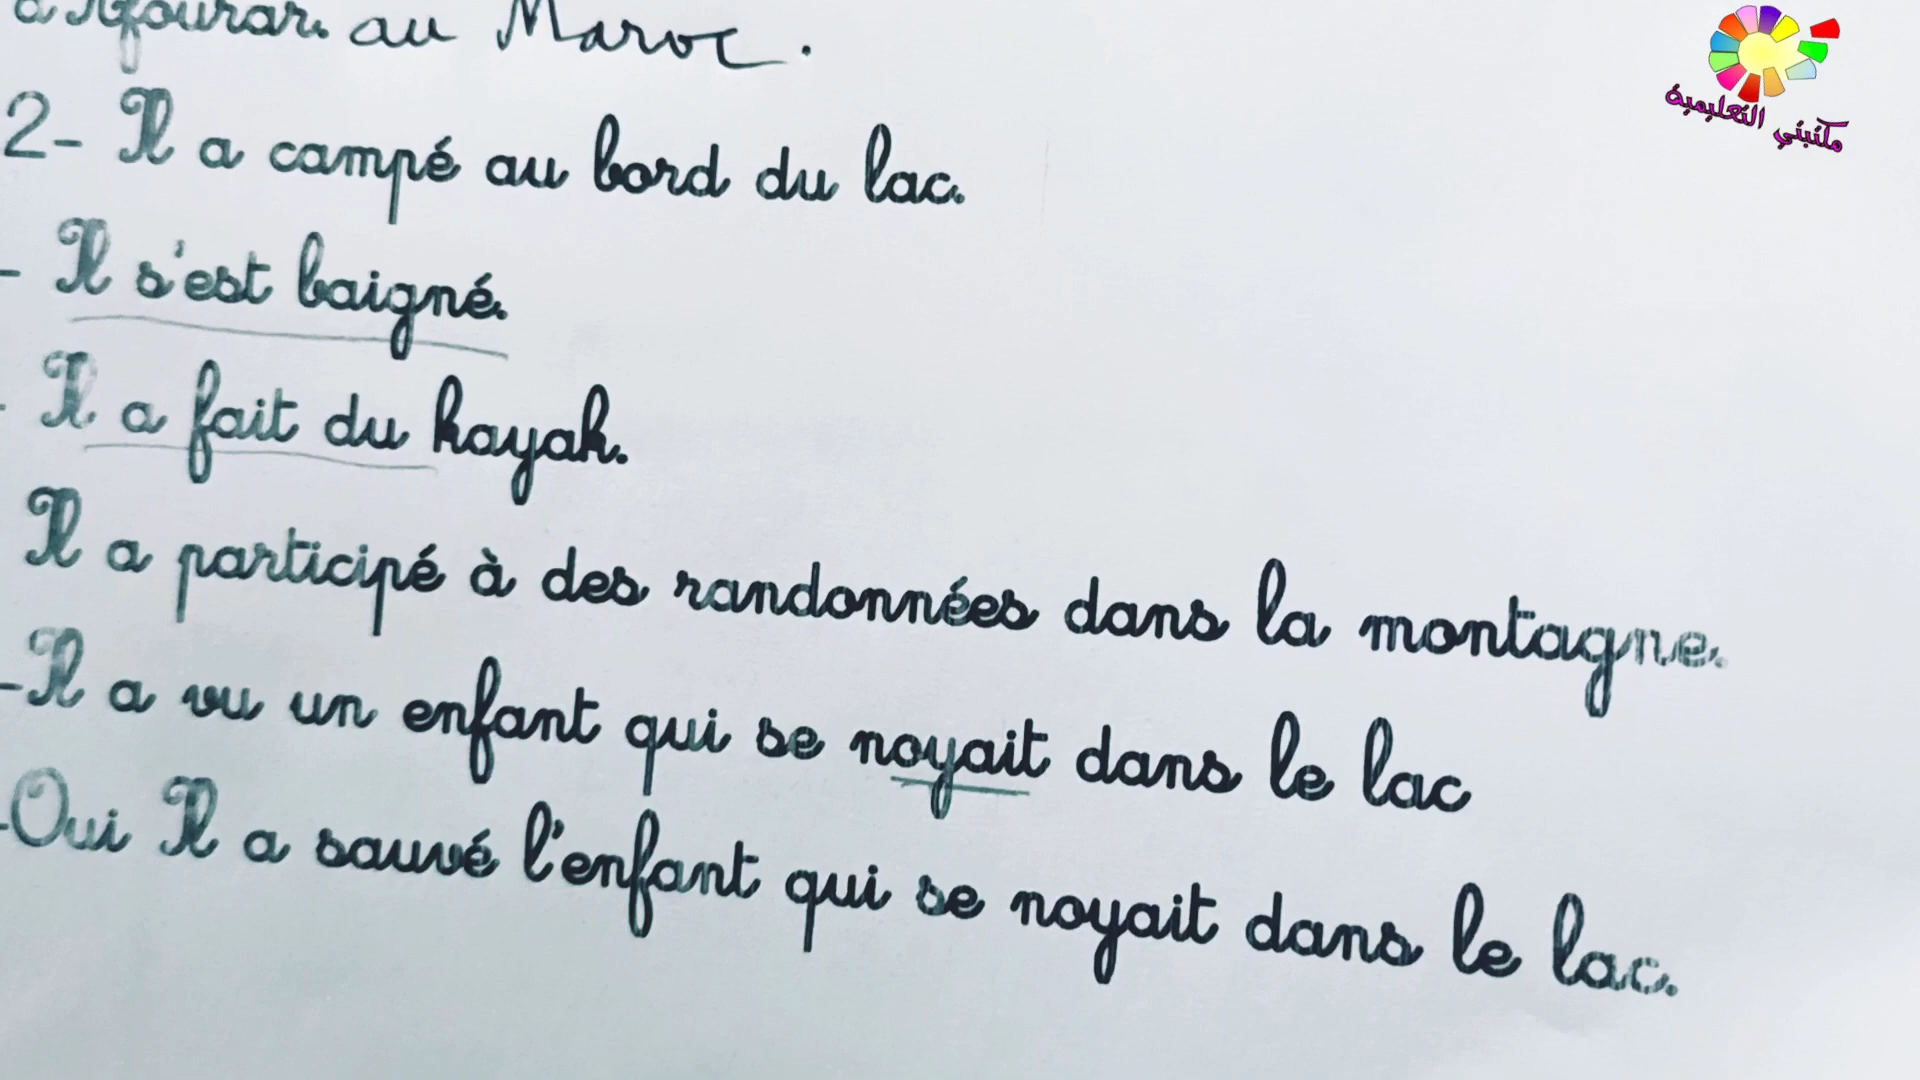 à Afourar. au Maroc.
2- Il a campé au bord du lac.
- Il s'est baigné.
- Il a fait du kayak.
Il a participé à des randonnées dans la montagne.
-Il a vu un enfant qui se noyait dans le lac
-Oui Il a sauvé l'enfant qui se noyait dans le lac.
مكتبتي التعليمية